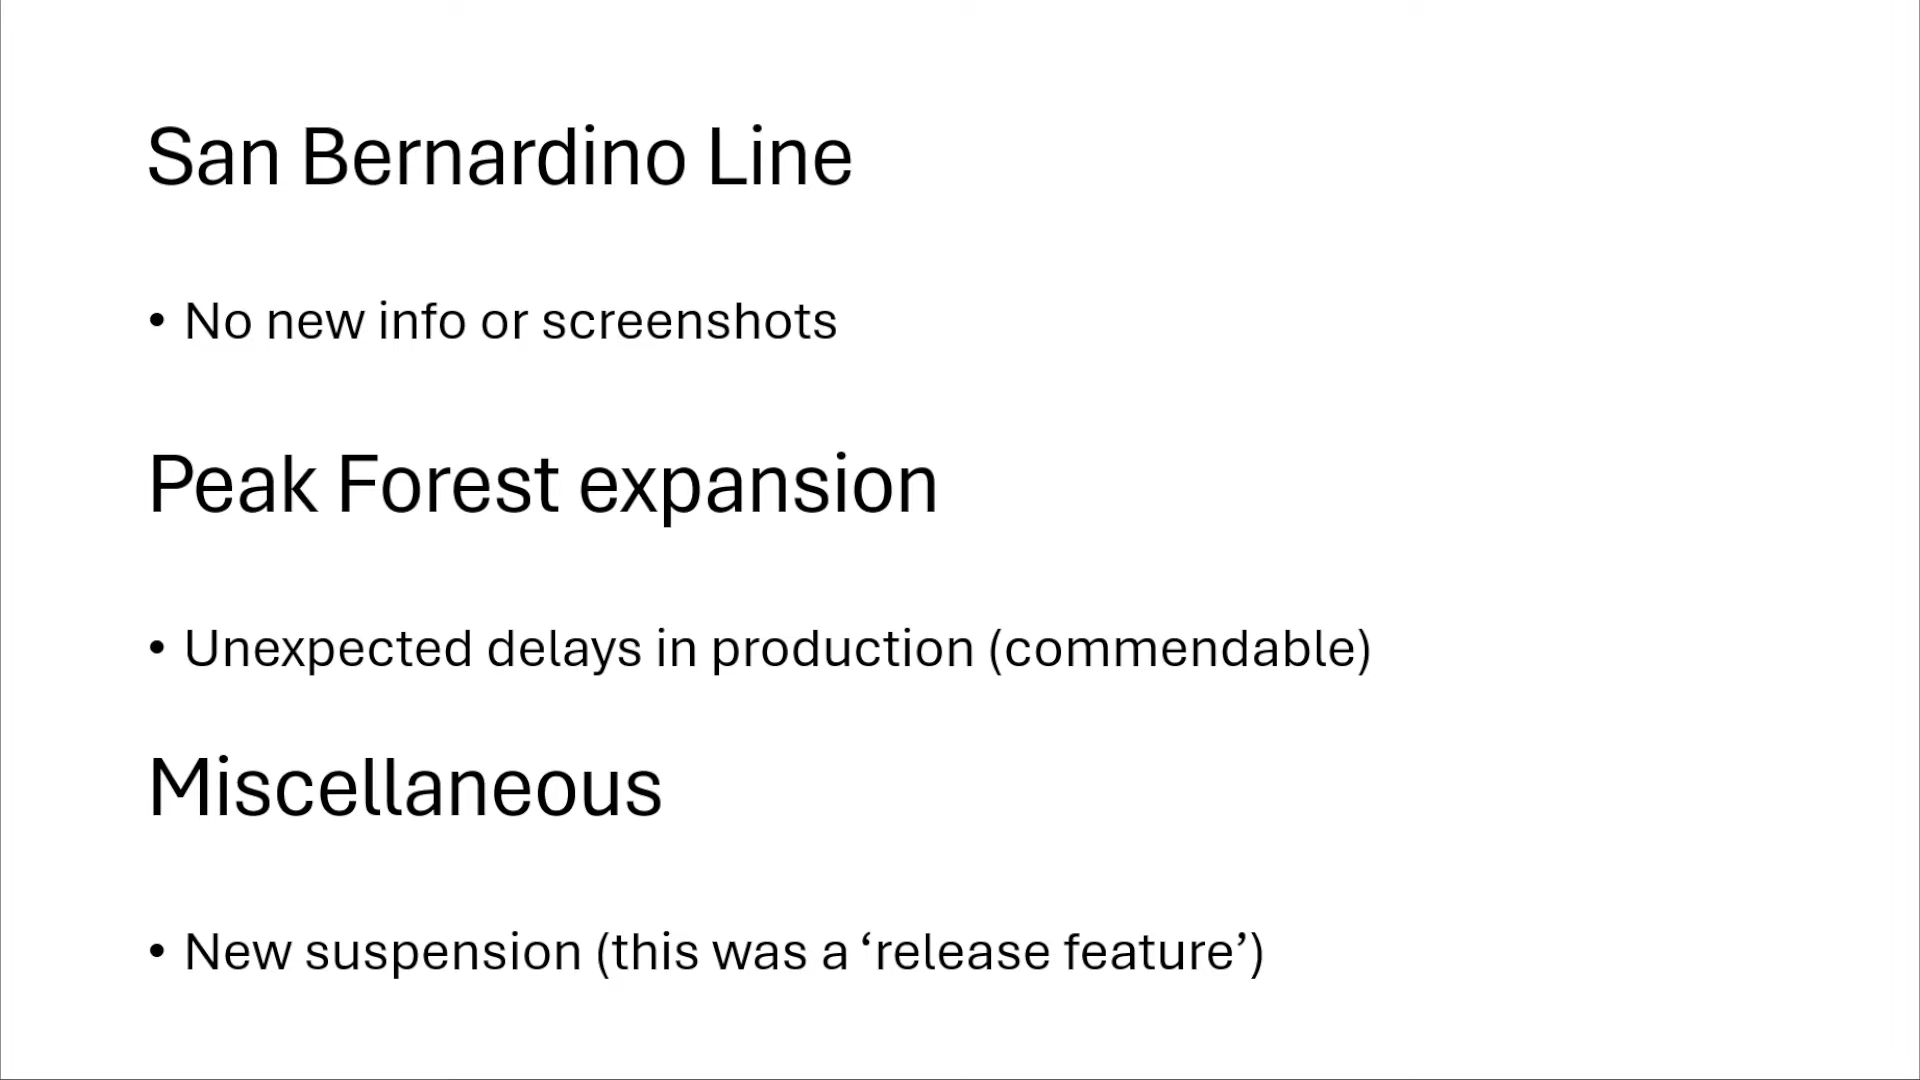 San Bernardino Line
• No new info or screenshots
Peak Forest expansion
• Unexpected delays in production (commendable)
Miscellaneous
• New suspension (this was a ‘release feature’)